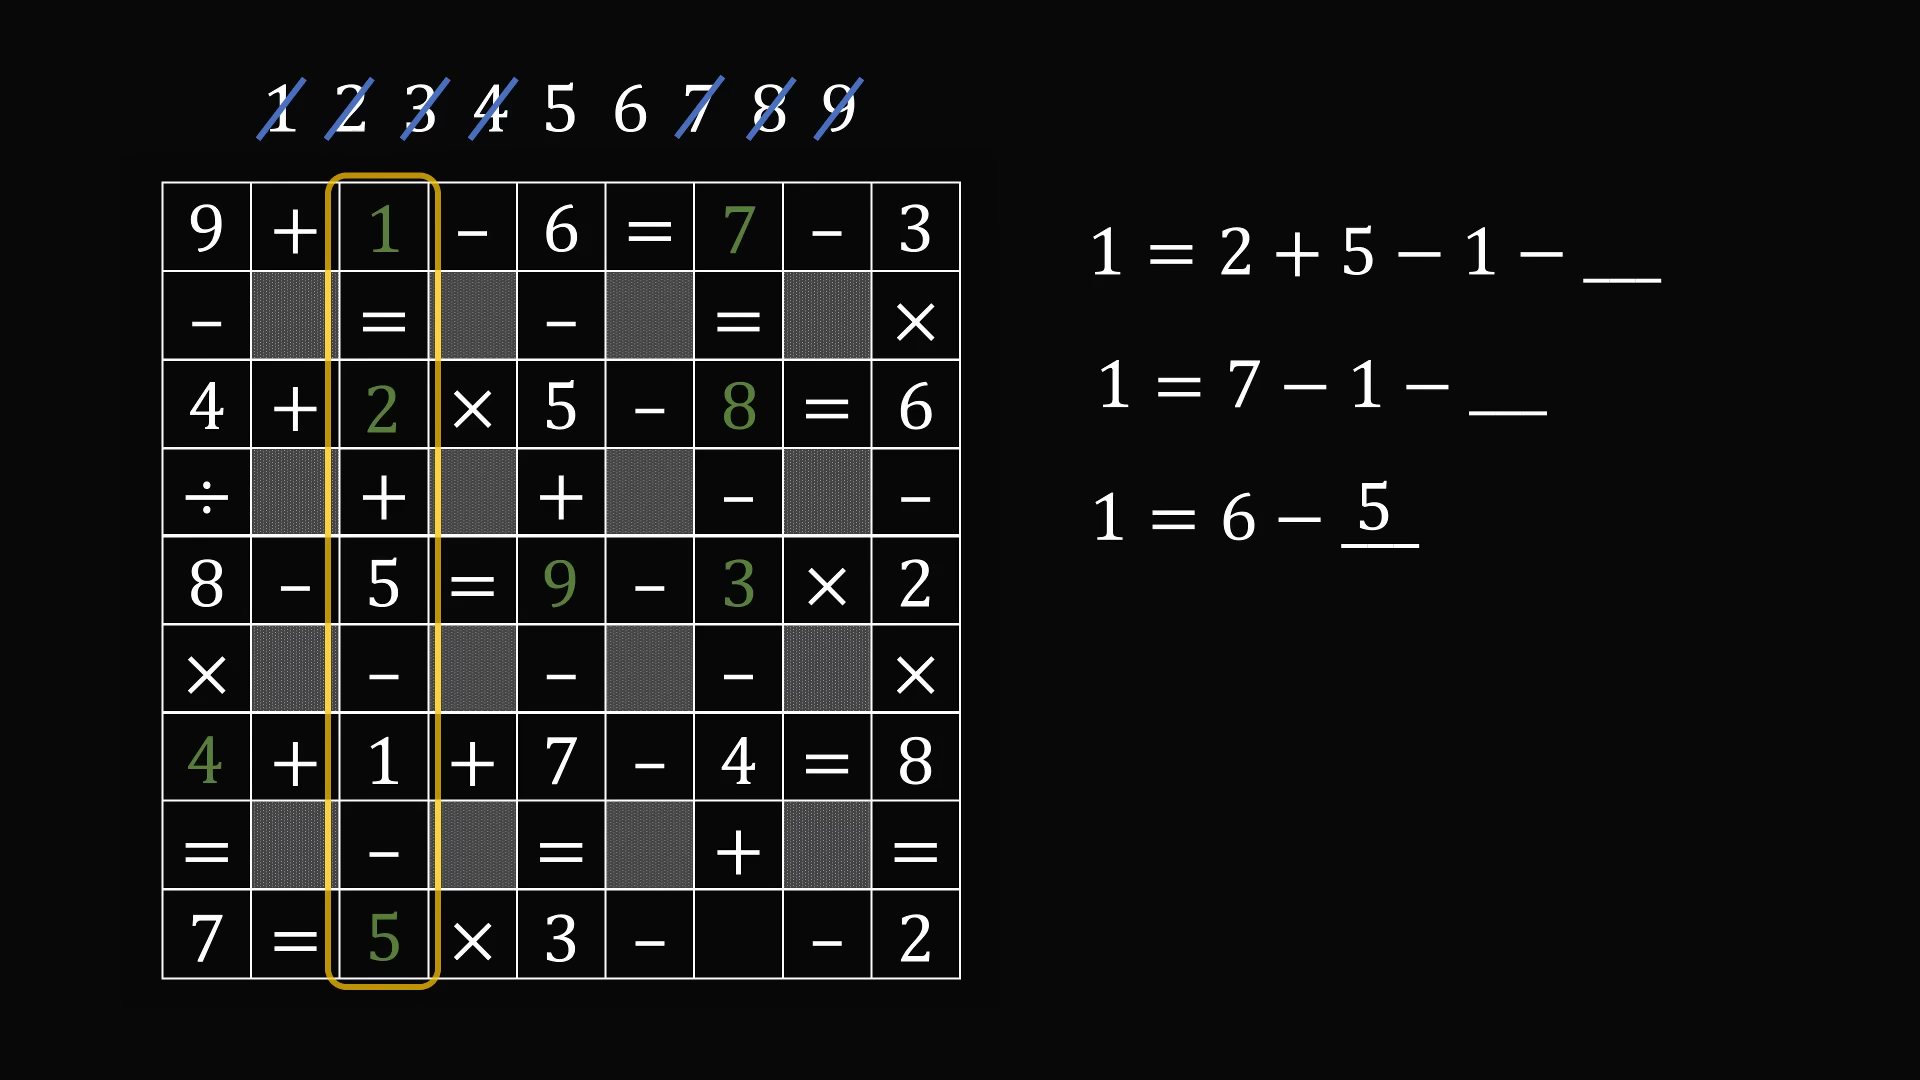 1 2 3 4 5 6 7 8 9
9 + 1 – 6 = 7 – 3
– = – = ×
4 + 2 × 5 – 8 = 6
÷ + + – –
8 – 5 = 9 – 3 × 2
× – – – ×
4 + 1 + 7 – 4 = 8
= – = + =
7 = 5 × 3 – – 2
1 = 2 + 5 − 1 − __
1 = 7 − 1 − __
1 = 6 − 5